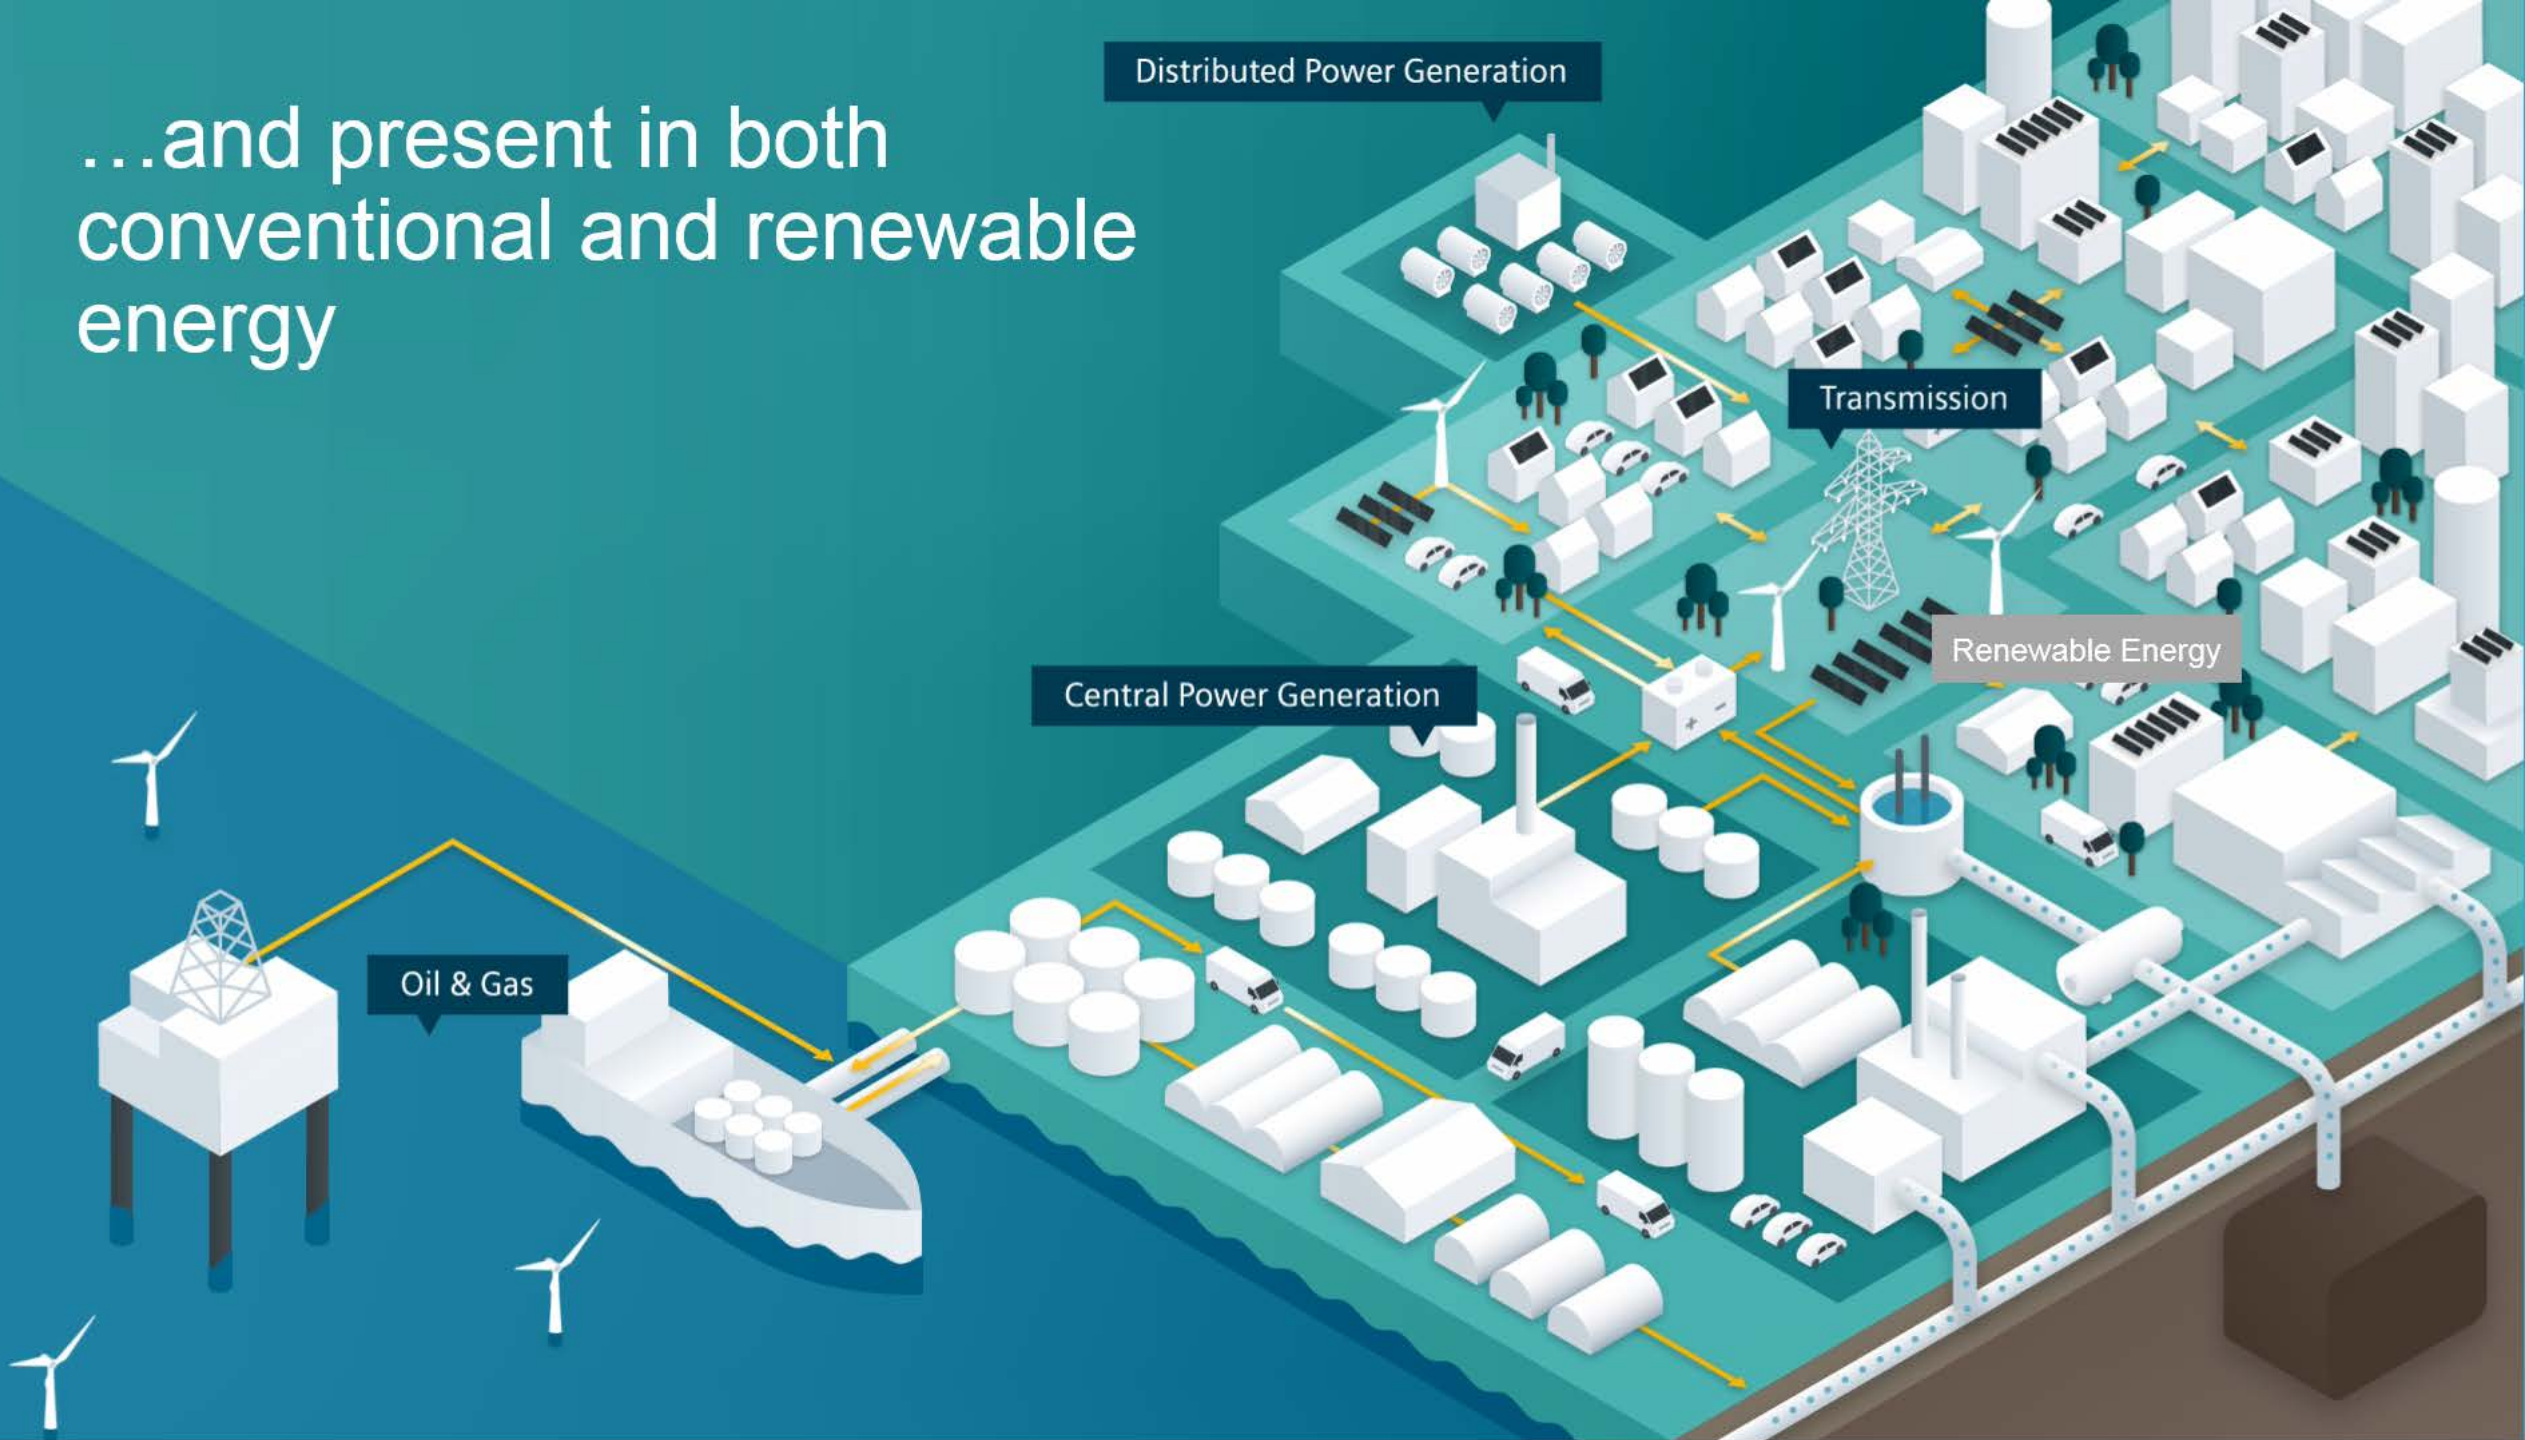 …and present in both
conventional and renewable
energy
Distributed Power Generation
Transmission
Renewable Energy
Central Power Generation
Oil & Gas